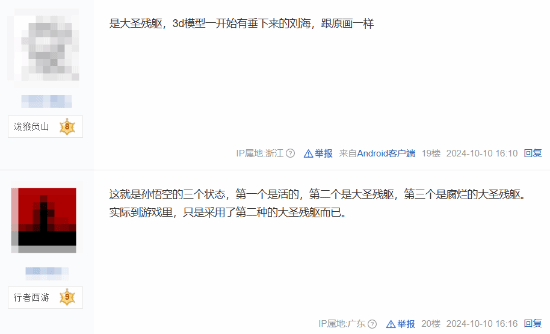 是大圣残躯，3d模型一开始有垂下来的刘海，跟原画一样
泼猴负山 8
IP属地:浙江 举报 来自Android客户端 19楼 2024-10-10 16:10 回复
这就是孙悟空的三个状态，第一个是活的，第二个是大圣残躯，第三个是腐烂的大圣残躯。
实际到游戏里，只是采用了第二种的大圣残躯而已。
行者西游 9
IP属地:广东 举报 20楼 2024-10-10 16:16 回复